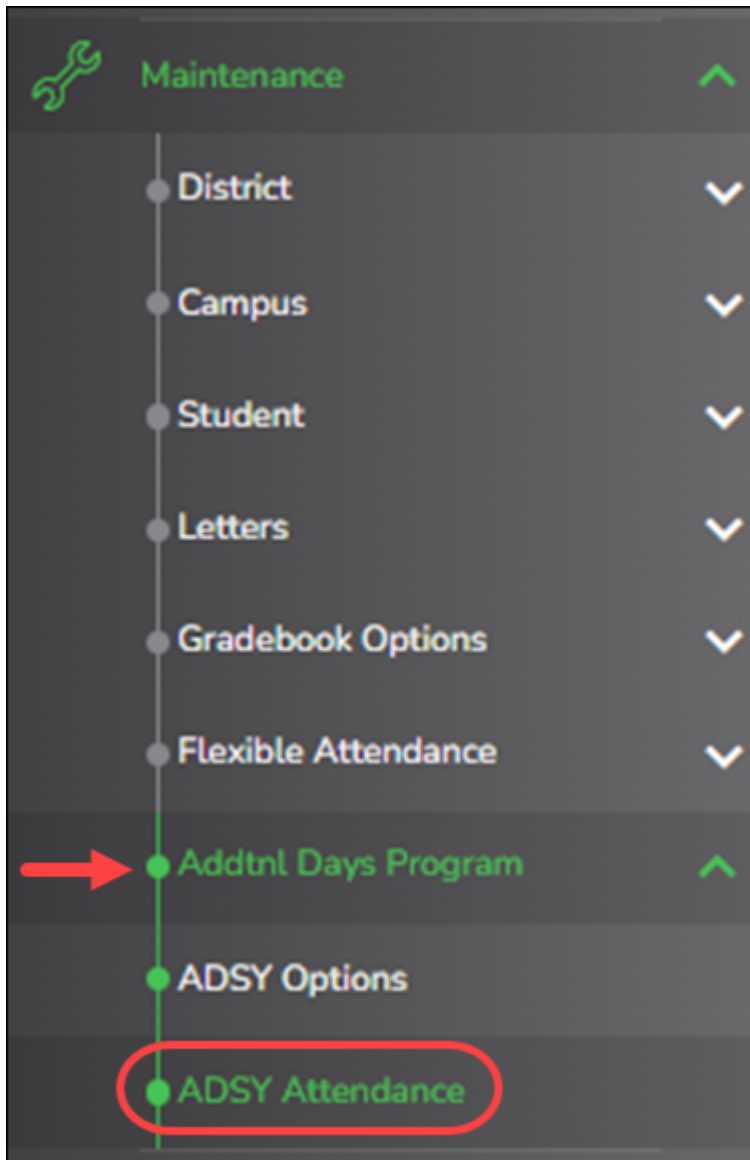 Maintenance
District
Campus
Student
Letters
Gradebook Options
Flexible Attendance
Addtnl Days Program
ADSY Options
ADSY Attendance